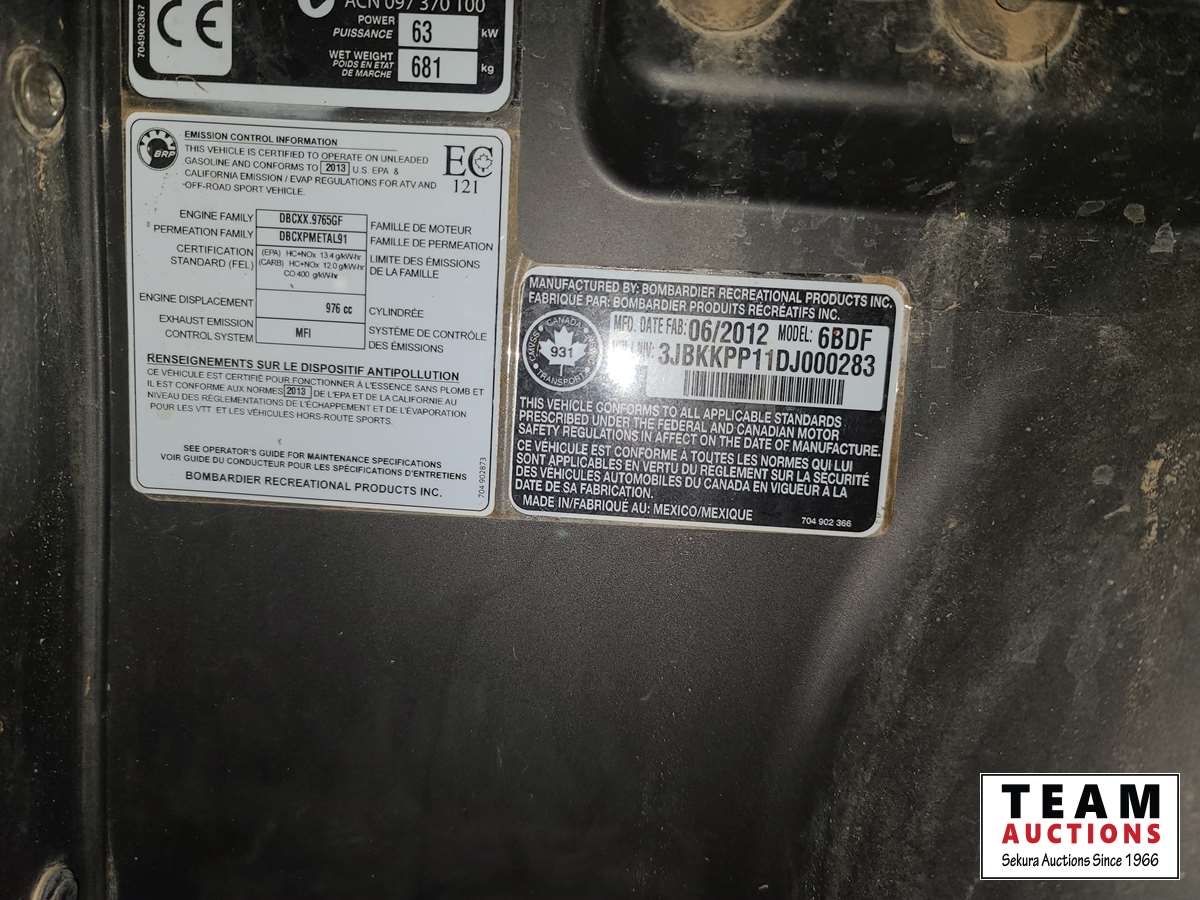 704902367
CE
N
ACN 097 370 100
POWER
PUISSANCE
63 kW
WET WEIGHT
POIDS EN ÉTAT
DE MARCHE
681 kg
BRP
EMISSION CONTROL INFORMATION
THIS VEHICLE IS CERTIFIED TO OPERATE ON UNLEADED
GASOLINE AND CONFORMS TO 2013 U.S. EPA &
CALIFORNIA EMISSION / EVAP REGULATIONS FOR ATV AND
OFF-ROAD SPORT VEHICLE.
EC
121
ENGINE FAMILY DBCXX.9765GF FAMILLE DE MOTEUR
PERMEATION FAMILY DBCXPMETAL91 FAMILLE DE PERMEATION
CERTIFICATION
STANDARD (FEL)
(EPA) HC+NOx 13.4 g/kW-hr
(CARB) HC+NOx 12.0 g/kW-hr
CO 400 g/kW-hr
LIMITE DES ÉMISSIONS
DE LA FAMILLE
ENGINE DISPLACEMENT 976 cc CYLINDRÉE
EXHAUST EMISSION
CONTROL SYSTEM
MFI
SYSTÈME DE CONTRÔLE
DES ÉMISSIONS
RENSEIGNEMENTS SUR LE DISPOSITIF ANTIPOLLUTION
CE VÉHICULE EST CERTIFIÉ POUR FONCTIONNER À L'ESSENCE SANS PLOMB ET
IL EST CONFORME AUX NORMES 2013 DE L'EPA ET DE LA CALIFORNIE AU
NIVEAU DES RÉGLEMENTATIONS DE L'ÉCHAPPEMENT ET DE L'ÉVAPORATION
POUR LES VTT ET LES VÉHICULES HORS-ROUTE SPORTS.
SEE OPERATOR'S GUIDE FOR MAINTENANCE SPECIFICATIONS
VOIR GUIDE DU CONDUCTEUR POUR LES SPÉCIFICATIONS D'ENTRETIENS
BOMBARDIER RECREATIONAL PRODUCTS INC.
704 902873
MANUFACTURED BY: BOMBARDIER RECREATIONAL PRODUCTS INC.
FABRIQUÉ PAR: BOMBARDIER PRODUITS RÉCRÉATIFS INC.
CANADA
931
TRANSPORT
MFD. DATE FAB: 06/2012 MODEL: 6BDF
3JBKKPP11DJ000283
THIS VEHICLE CONFORMS TO ALL APPLICABLE STANDARDS
PRESCRIBED UNDER THE FEDERAL AND CANADIAN MOTOR
SAFETY REGULATIONS IN AFFECT ON THE DATE OF MANUFACTURE.
CE VÉHICULE EST CONFORME À TOUTES LES NORMES QUI LUI
SONT APPLICABLES EN VERTU DU REGLEMENT SUR LA SÉCURITÉ
DES VÉHICULES AUTOMOBILES DU CANADA EN VIGUEUR À LA
DATE DE SA FABRICATION.
MADE IN/FABRIQUÉ AU: MEXICO/MEXIQUE
704 902 366
TEAM
AUCTIONS
Sekura Auctions Since 1966